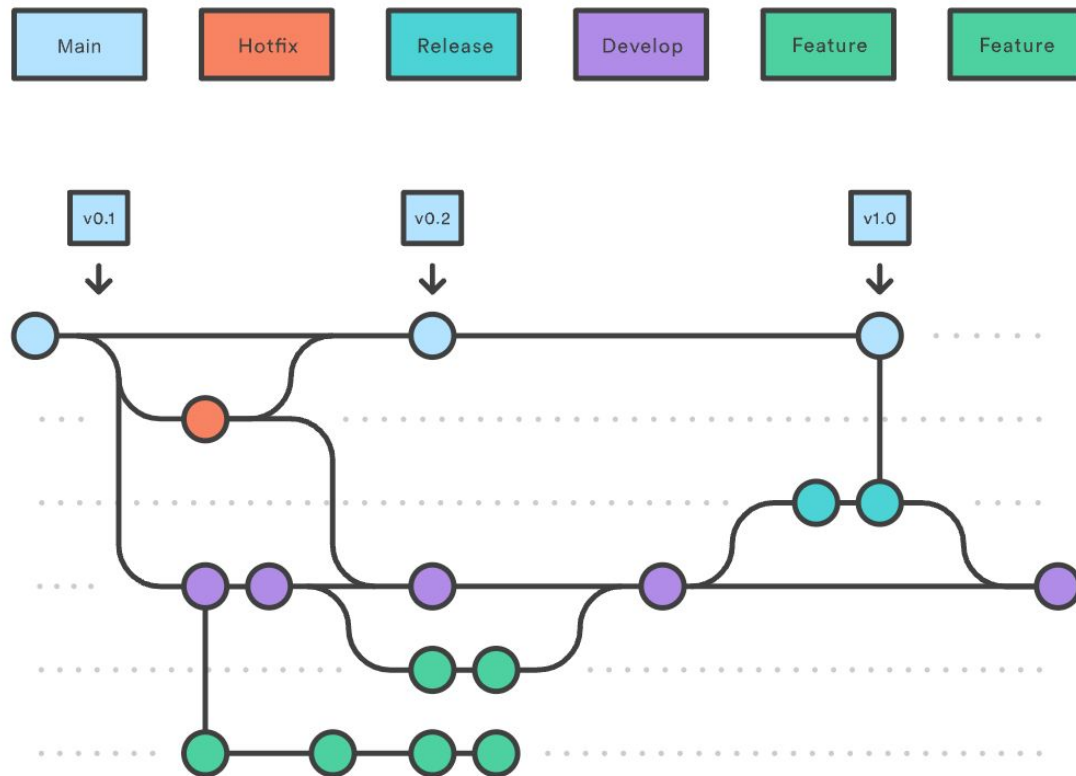 Main
Hotfix
Release
Develop
Feature
Feature
v0.1
v0.2
v1.0